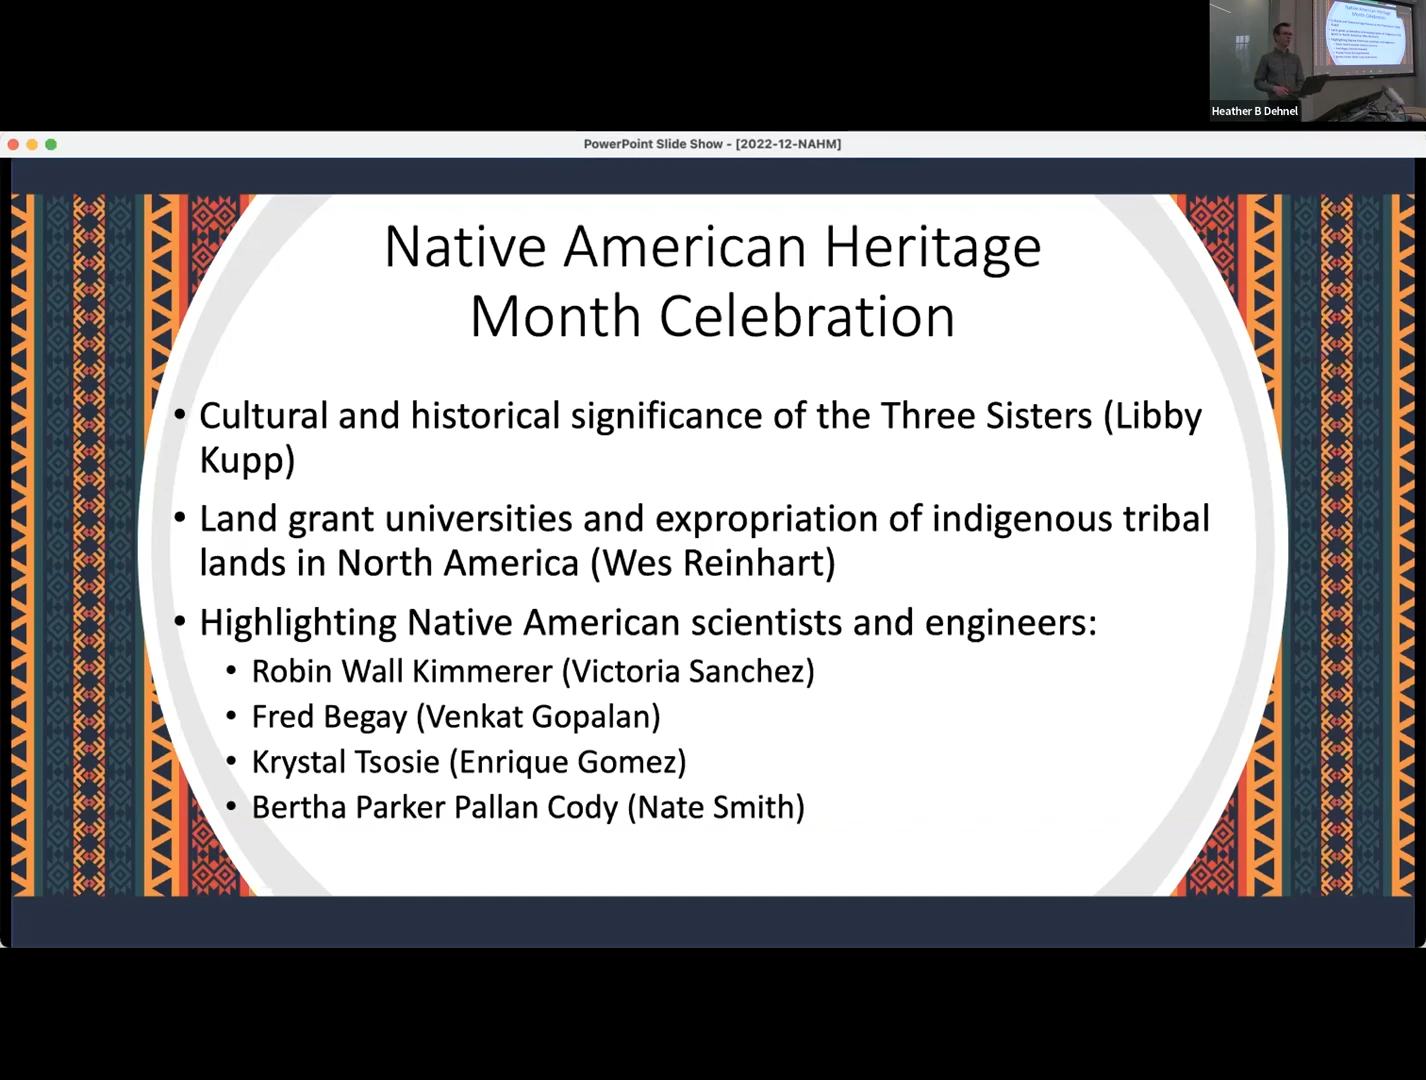 Heather B Dehnel
PowerPoint Slide Show - [2022-12-NAHM]
Native American Heritage
Month Celebration
• Cultural and historical significance of the Three Sisters (Libby
Kupp)
• Land grant universities and expropriation of indigenous tribal
lands in North America (Wes Reinhart)
• Highlighting Native American scientists and engineers:
• Robin Wall Kimmerer (Victoria Sanchez)
• Fred Begay (Venkat Gopalan)
• Krystal Tsosie (Enrique Gomez)
• Bertha Parker Pallan Cody (Nate Smith)